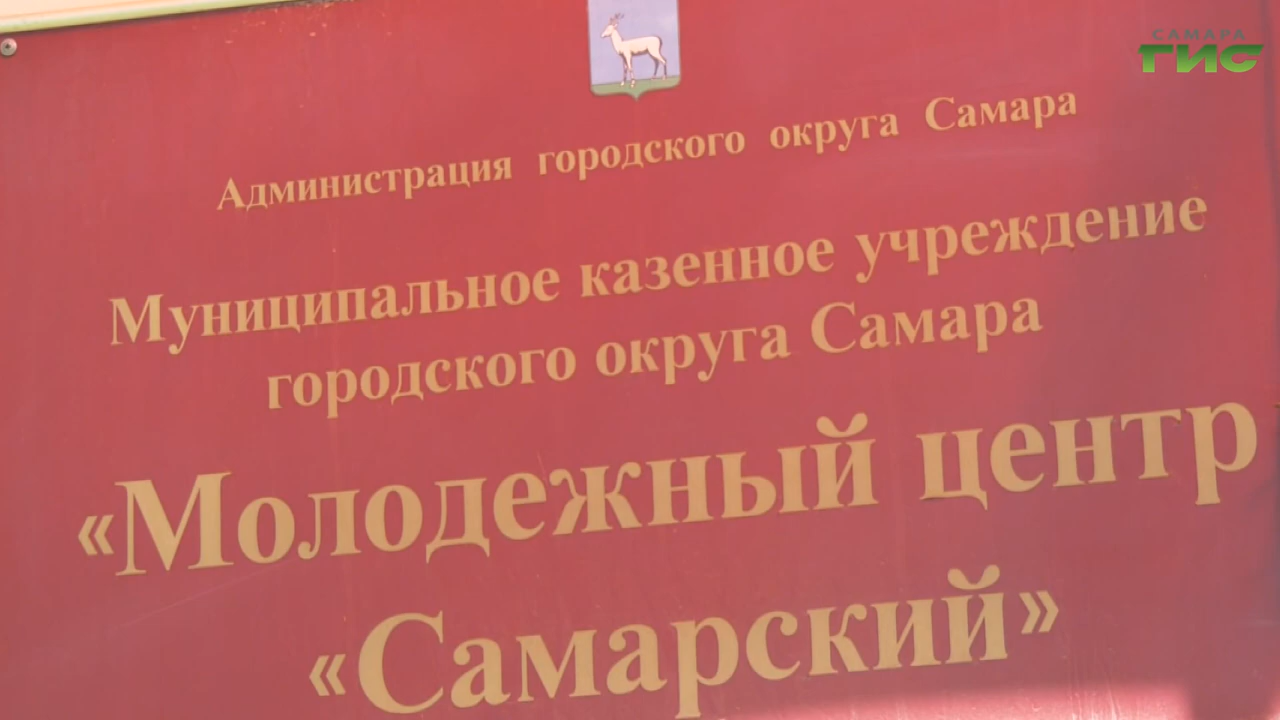 САМАРА
ГИС
Администрация городского округа Самара
Муниципальное казенное учреждение
городского округа Самара
«Молодежный центр
«Самарский»